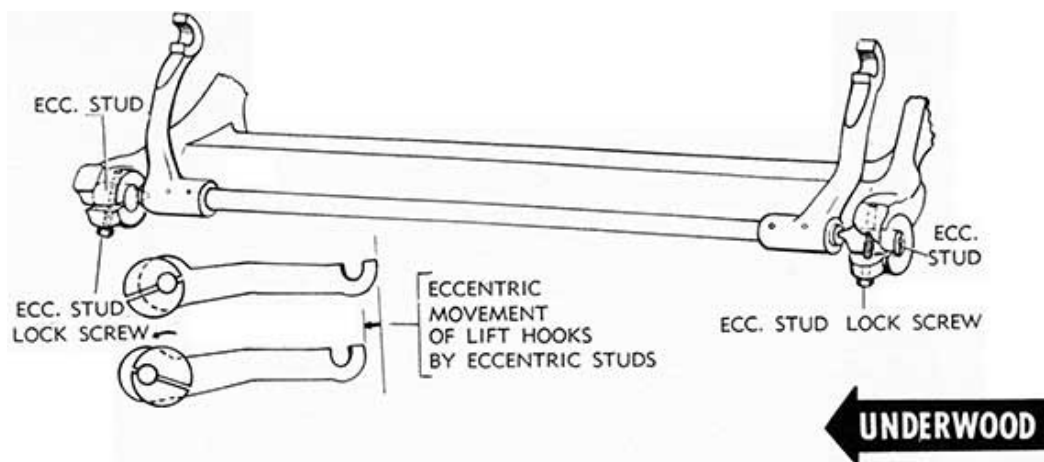 ECC. STUD
ECC.
STUD
ECC. STUD
LOCK SCREW
ECC. STUD LOCK SCREW
ECCENTRIC
MOVEMENT
OF LIFT HOOKS
BY ECCENTRIC STUDS
UNDERWOOD